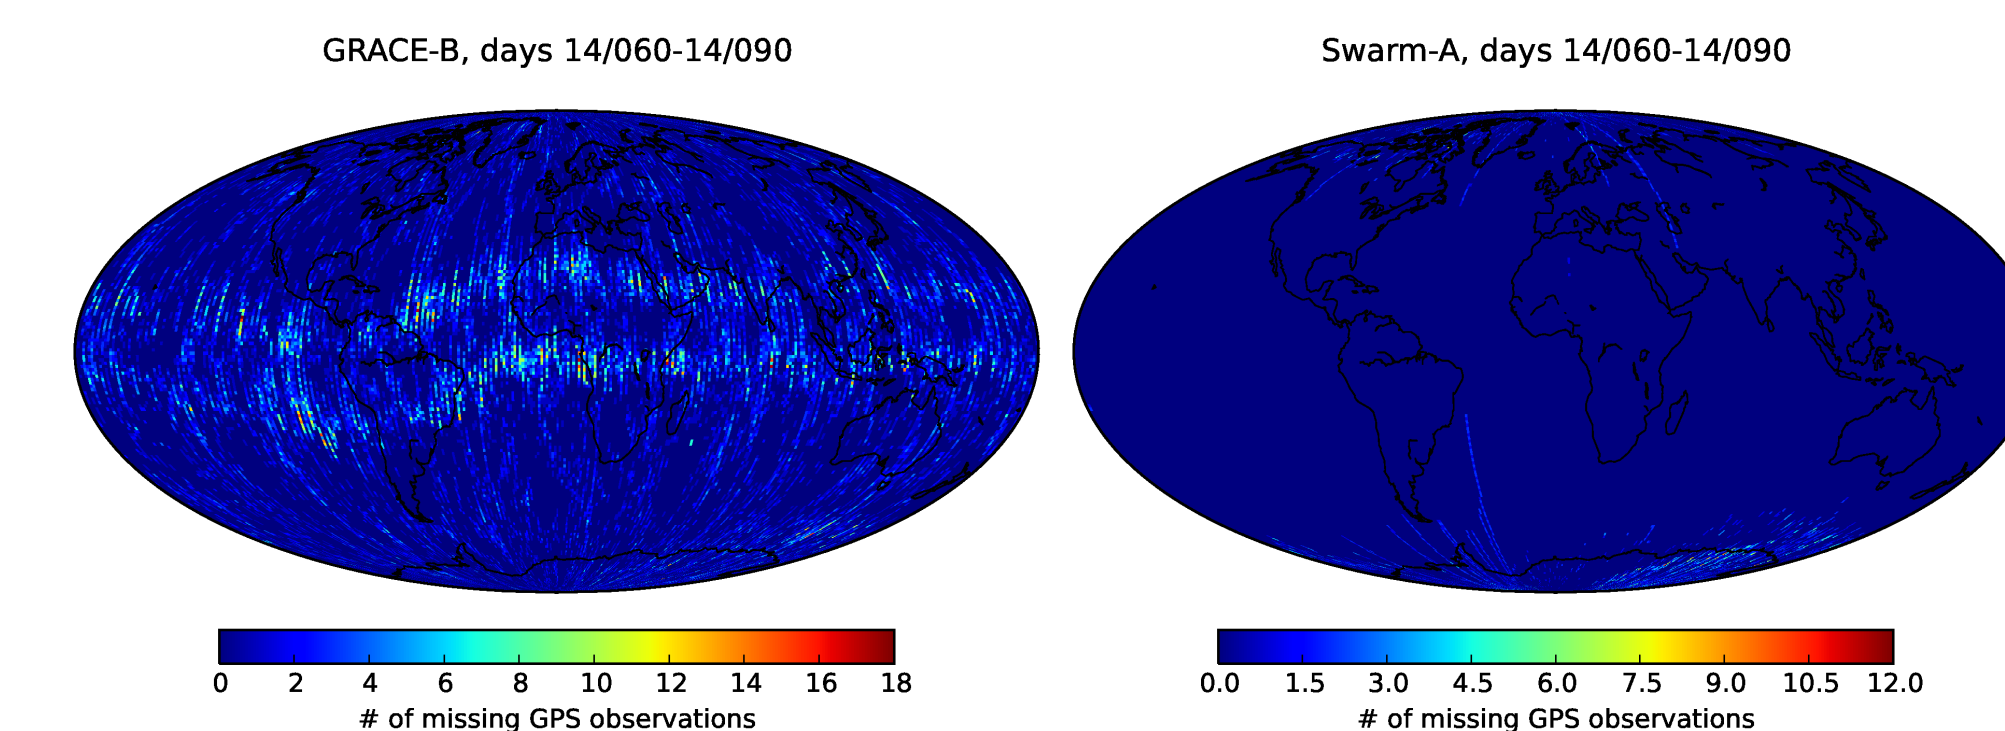 GRACE-B, days 14/060-14/090
Swarm-A, days 14/060-14/090
0 2 4 6 8 10 12 14 16 18
# of missing GPS observations
0.0 1.5 3.0 4.5 6.0 7.5 9.0 10.5 12.0
# of missing GPS observations